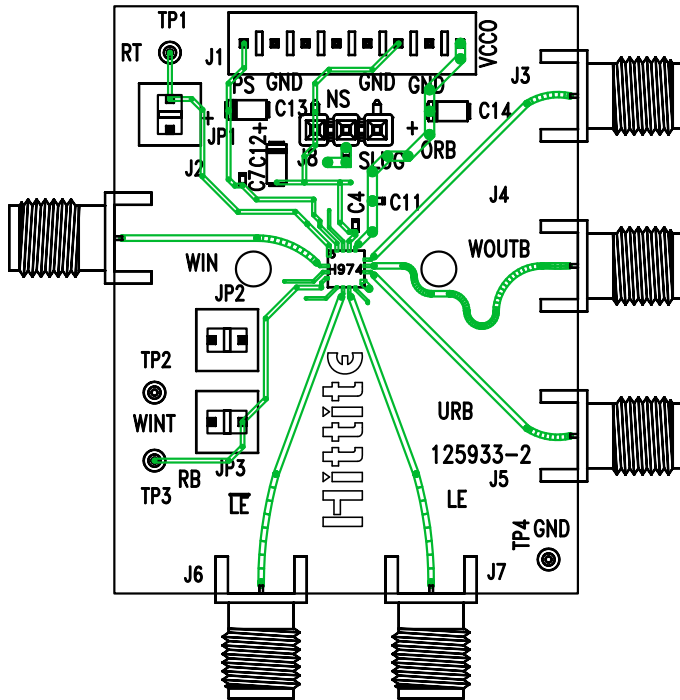 TP1
RT
J1
VCCO
J3
PS
GND
GND
GND
C13
NS
C14
JP1
+
C12+
+
J8
SLUG
ORB
J2
C7
J4
C4
C11
WIN
WOUTB
H974
JP2
TP2
WINT
Hittite
URB
125933-2
JP3
RB
J5
TP3
LE
LE
TP4
GND
J6
J7